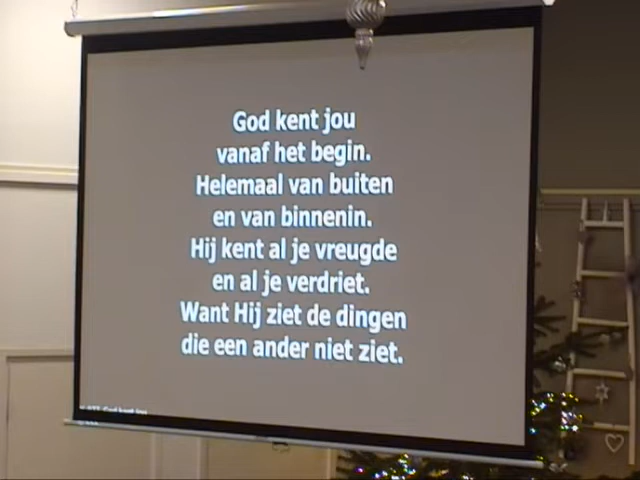 God kent jou
vanaf het begin.
Helemaal van buiten
en van binnenin.
Hij kent al je vreugde
en al je verdriet.
Want Hij ziet de dingen
die een ander niet ziet.